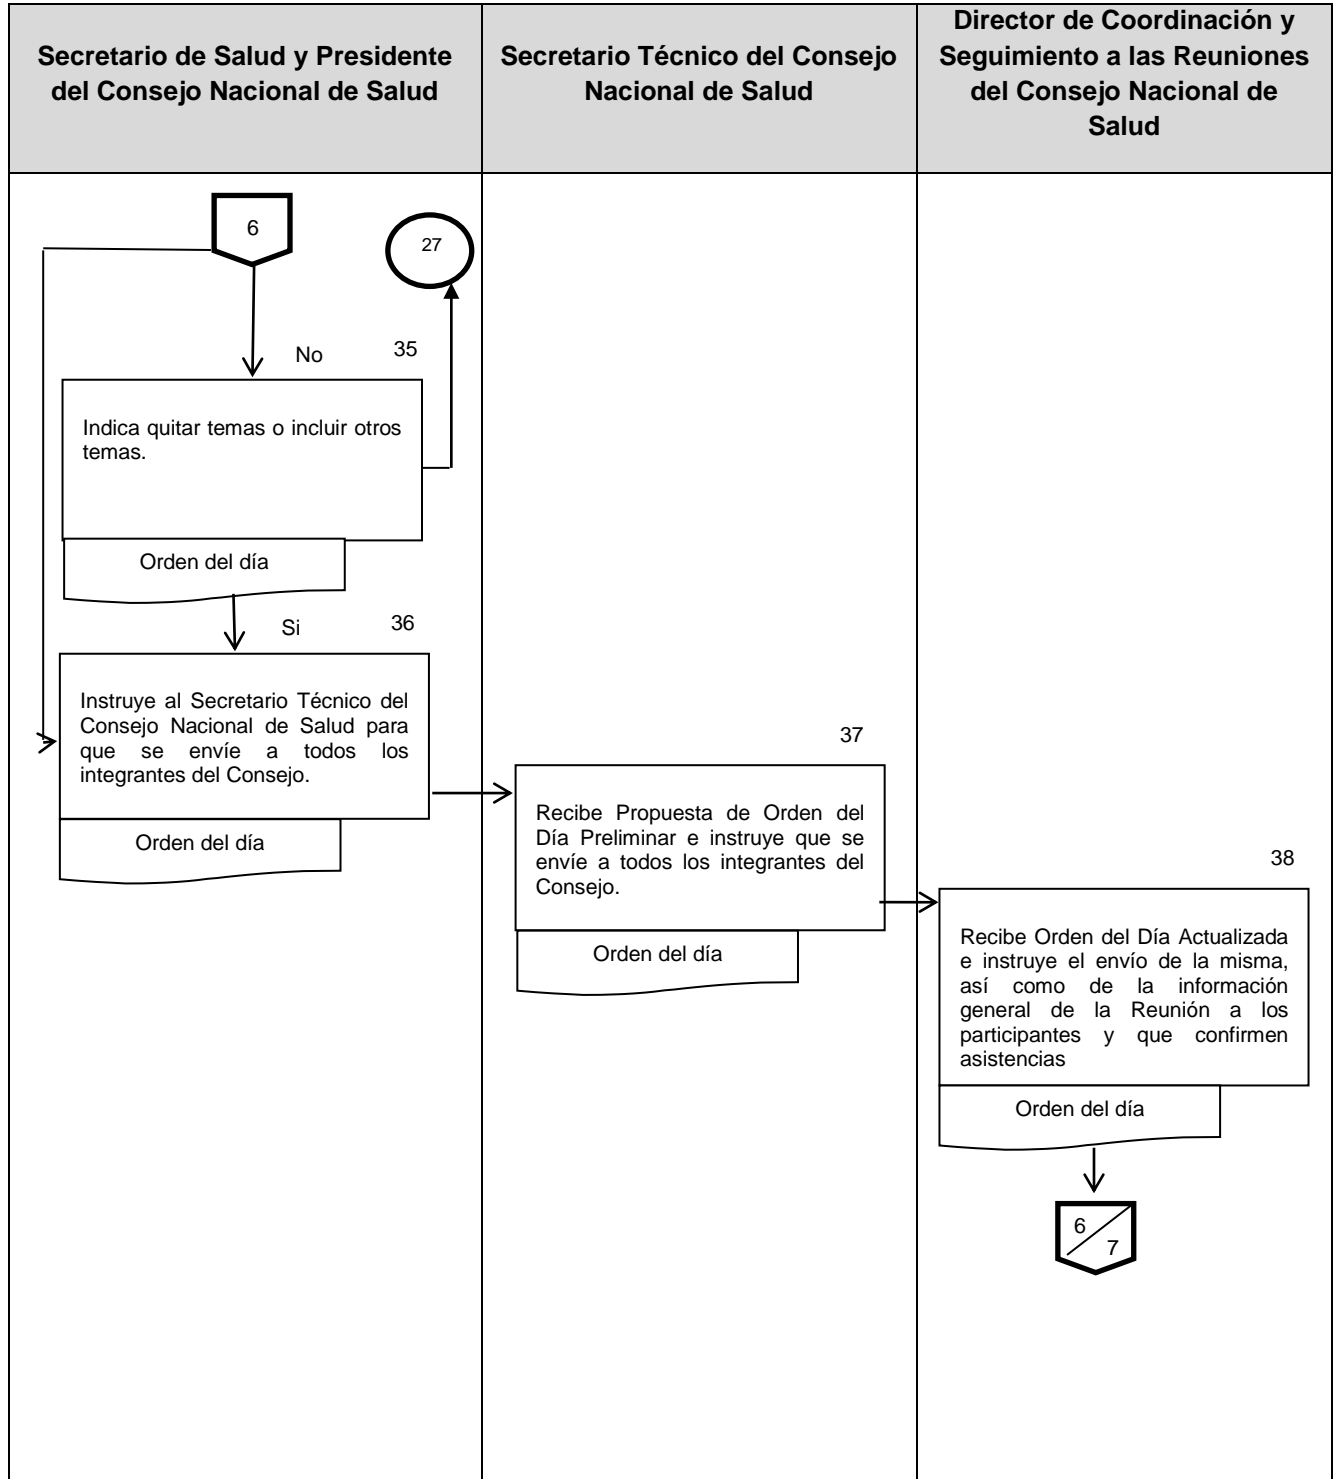 Secretario de Salud y Presidente
del Consejo Nacional de Salud
Secretario Técnico del Consejo
Nacional de Salud
Director de Coordinación y
Seguimiento a las Reuniones
del Consejo Nacional de
Salud
6
27
No
35
Indica quitar temas o incluir otros
temas.
Orden del día
Si
36
Instruye al Secretario Técnico del
Consejo Nacional de Salud para
que se envíe a todos los
integrantes del Consejo.
Orden del día
37
Recibe Propuesta de Orden del
Día Preliminar e instruye que se
envíe a todos los integrantes del
Consejo.
Orden del día
38
Recibe Orden del Día Actualizada
e instruye el envío de la misma,
así como de la información
general de la Reunión a los
participantes y que confirmen
asistencias
Orden del día
6
7